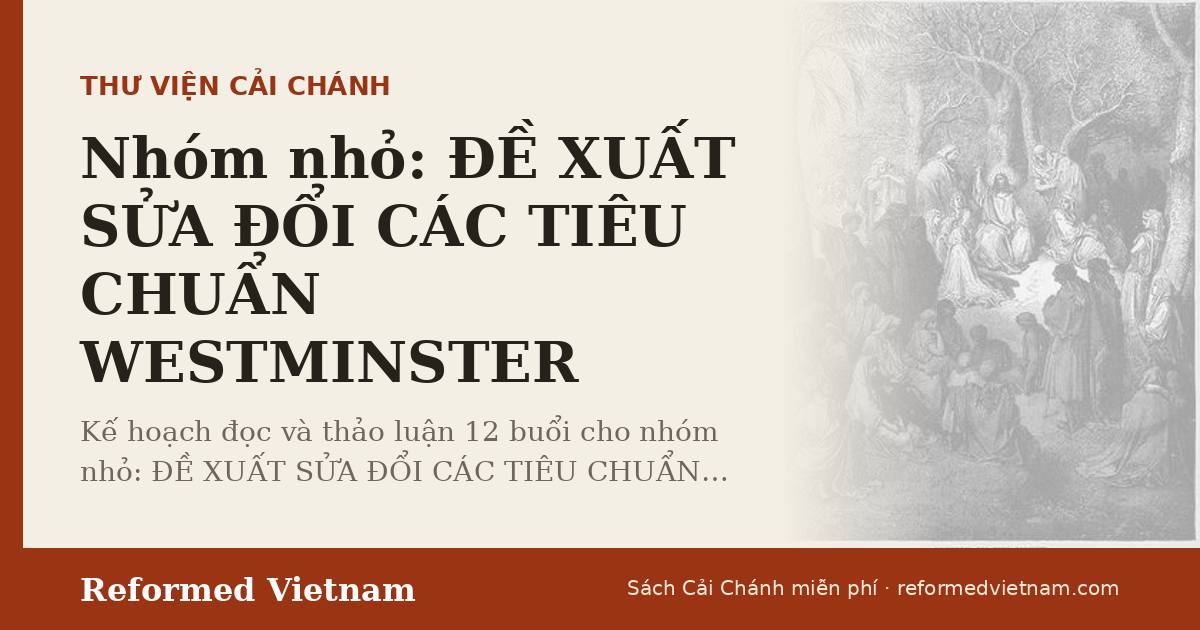 THƯ VIỆN CẢI CHÁNH
Nhóm nhỏ: ĐỀ XUẤT
SỬA ĐỔI CÁC TIÊU
CHUẨN
WESTMINSTER
Kế hoạch đọc và thảo luận 12 buổi cho nhóm
nhỏ: ĐỀ XUẤT SỬA ĐỔI CÁC TIÊU CHUẨN...
Reformed Vietnam
Sách Cải Chánh miễn phí · reformedvietnam.com